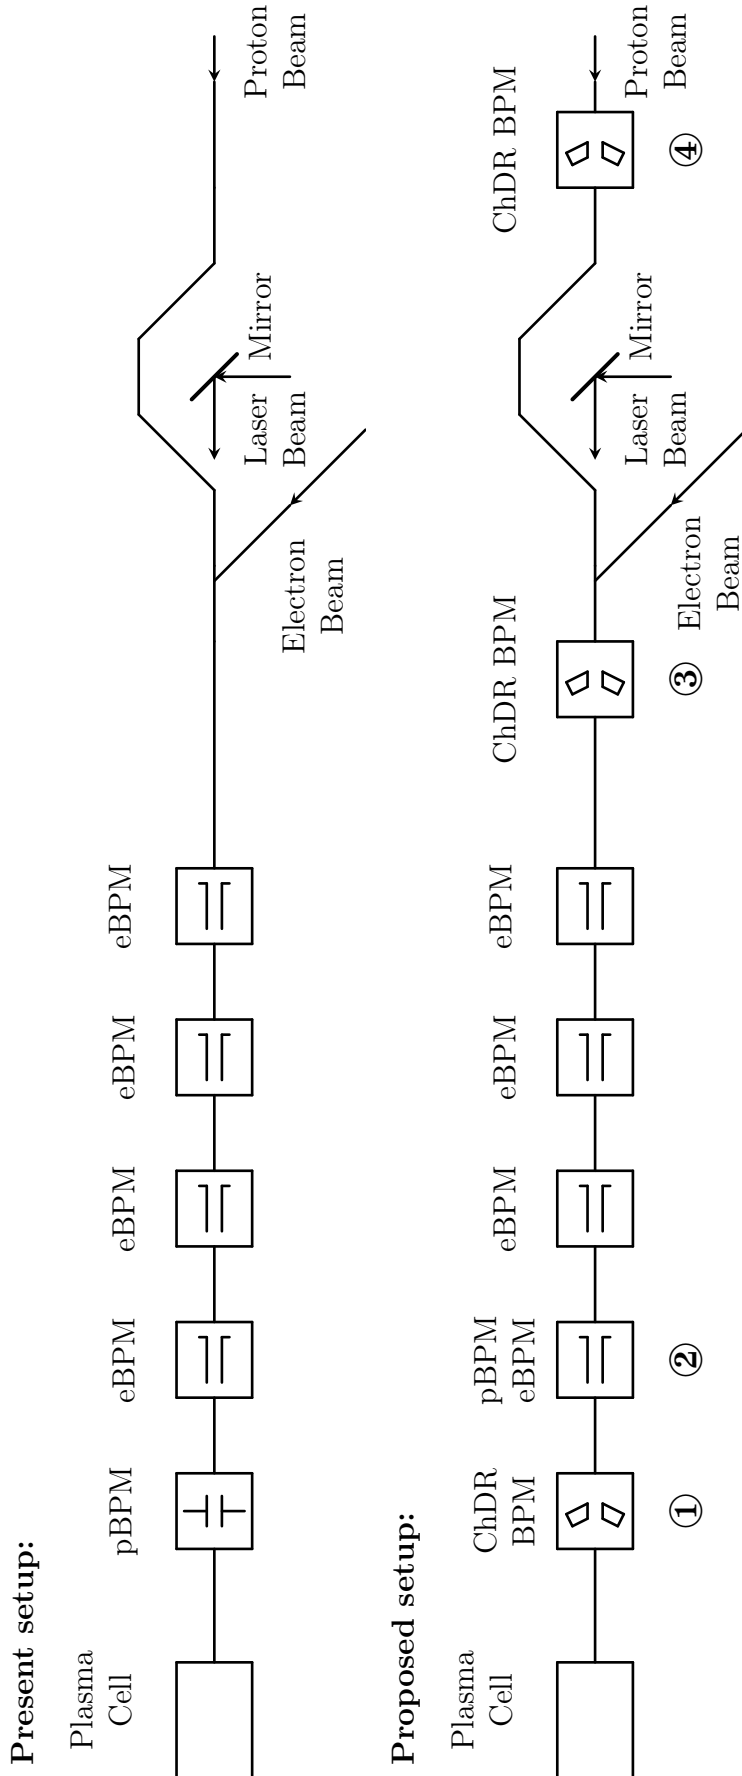 Present setup:
Plasma
Cell
pBPM
eBPM
eBPM
eBPM
eBPM
Electron
Beam
Laser
Beam
Mirror
Proton
Beam
Proposed setup:
Plasma
Cell
ChDR
BPM
pBPM
eBPM
eBPM
eBPM
ChDR BPM
Electron
Beam
Laser
Beam
Mirror
ChDR BPM
Proton
Beam
①
②
③
④